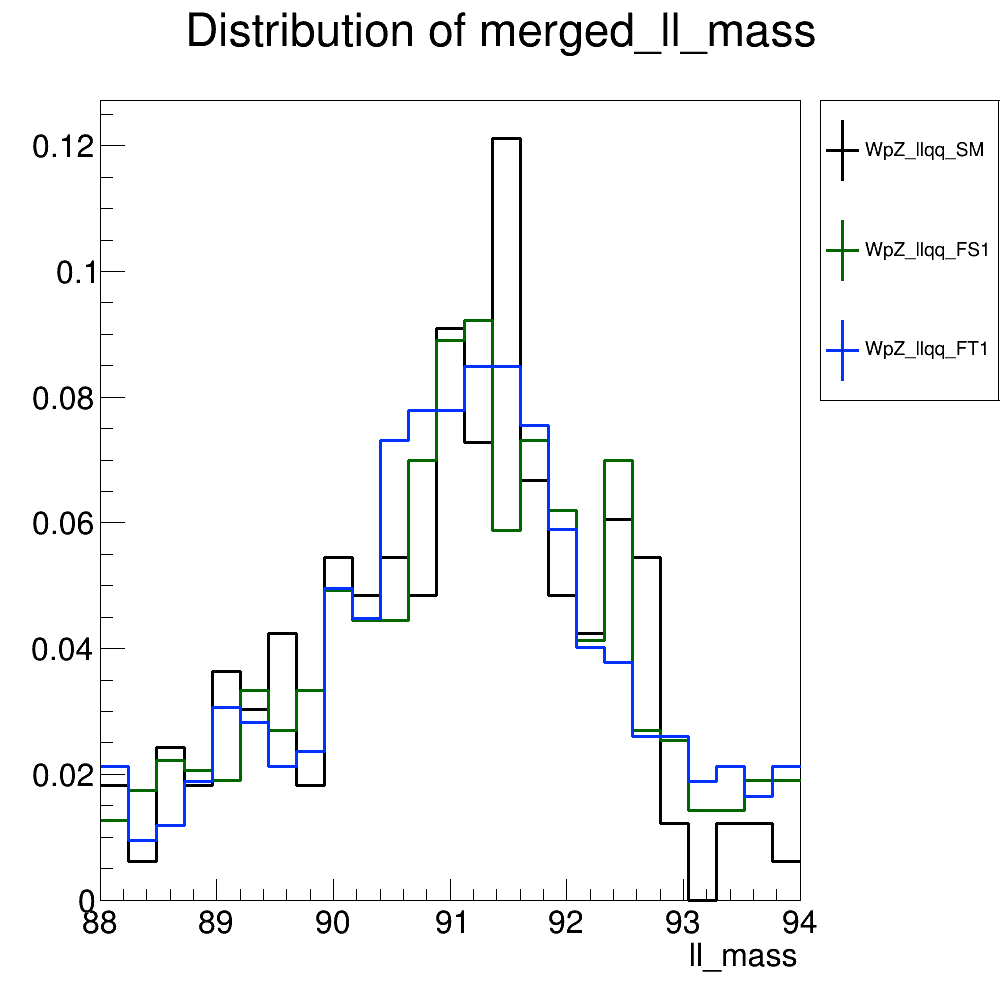 Distribution of merged_ll_mass
0.12
0.1
0.08
0.06
0.04
0.02
0
88 89 90 91 92 93 94
ll_mass
WpZ_llqq_SM
WpZ_llqq_FS1
WpZ_llqq_FT1